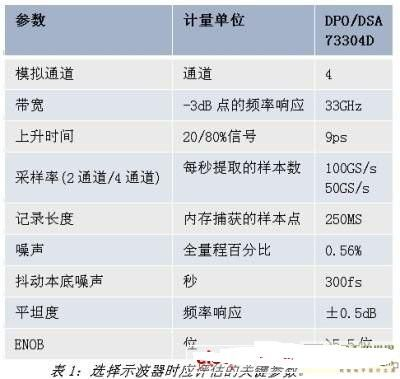 参数 计量单位 DPO/DSA
73304D
模拟通道 通道 4
带宽 -3dB 点的频率响应 33GHz
上升时间 20/80%信号 9ps
采样率(2通道/4通道) 每秒提取的样本数 100GS/s
50GS/s
记录长度 内存捕获的样本点 250MS
噪声 全量程百分比 0.56%
抖动本底噪声 秒 300fs
平坦度 频率响应 ±0.5dB
ENOB 位 >5.5 位
表 1: 选择示波器时应评估的关键参数。